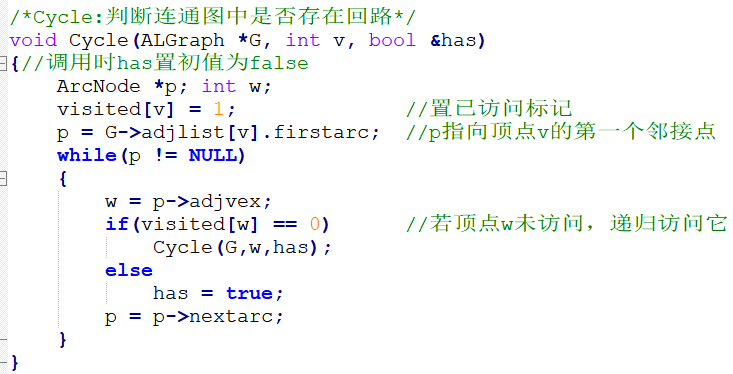 /*Cycle:判断连通图中是否存在回路*/
void Cycle(ALGraph *G, int v, bool &has)
{//调用时has置初值为false
    ArcNode *p; int w;
    visited[v] = 1;              //置已访问标记
    p = G->adjlist[v].firstarc;  //p指向顶点v的第一个邻接点
    while(p != NULL)
    {
        w = p->adjvex;
        if(visited[w] == 0)      //若顶点w未访问，递归访问它
            Cycle(G,w,has);
        else
            has = true;
        p = p->nextarc;
    }
}